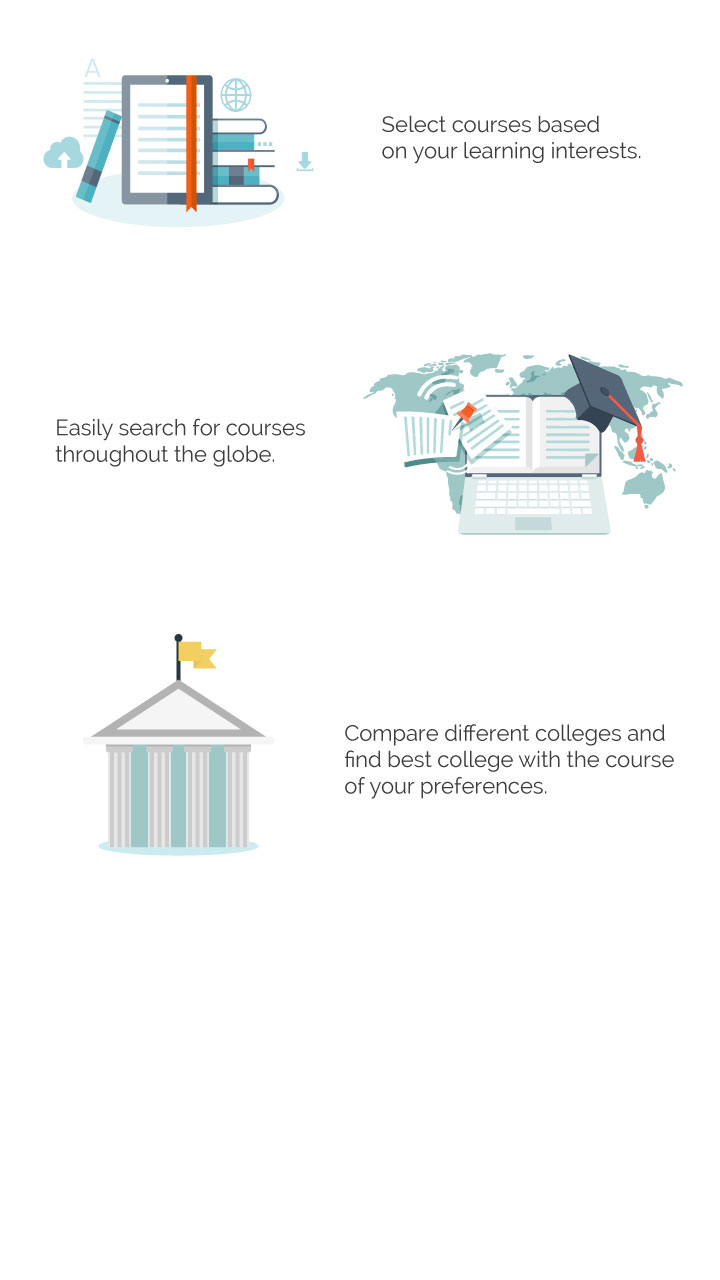 A
Select courses based
on your learning interests.
Easily search for courses
throughout the globe.
Compare different colleges and
find best college with the course
of your preferences.